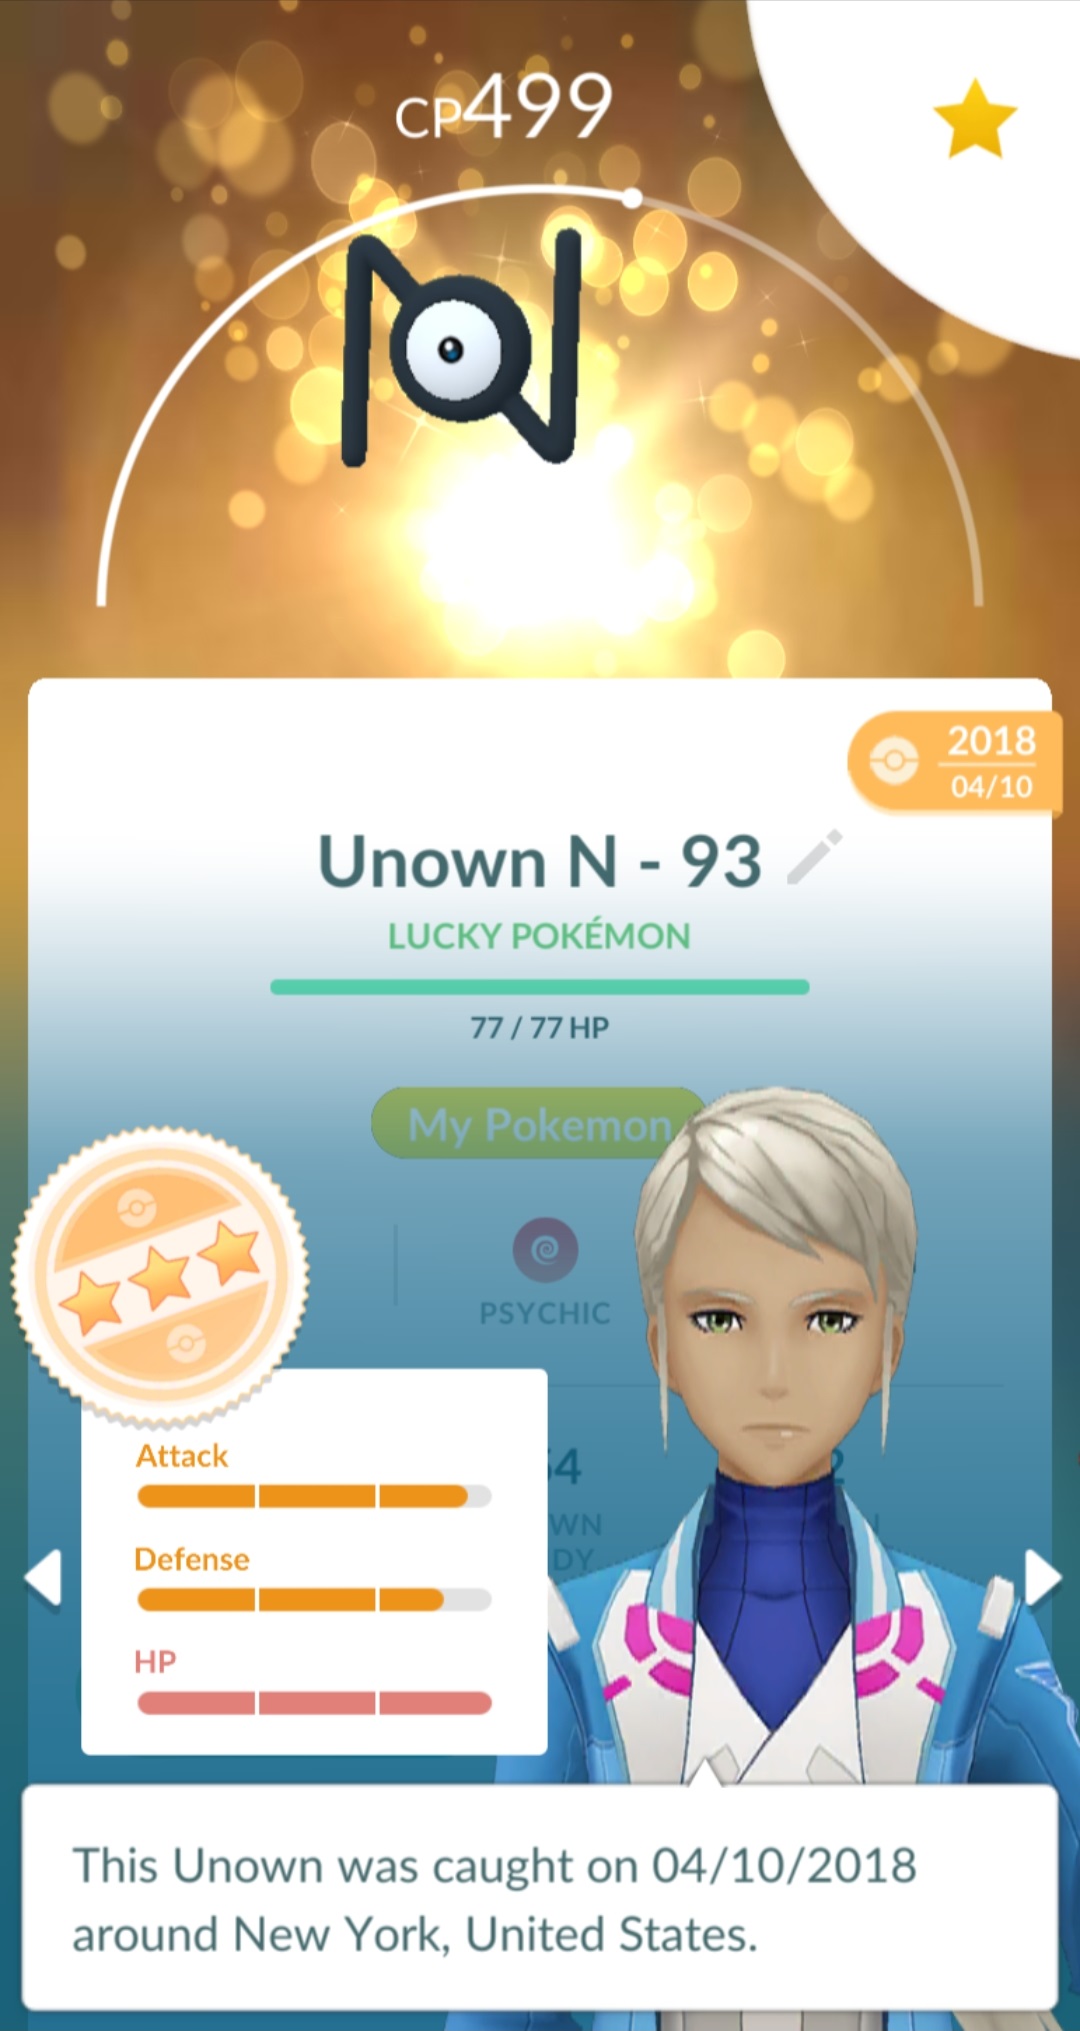 CP499
2018
04/10
Unown N - 93
LUCKY POKÉMON
77 / 77 HP
My Pokemon
PSYCHIC
Attack
Defense
HP
This Unown was caught on 04/10/2018
around New York, United States.